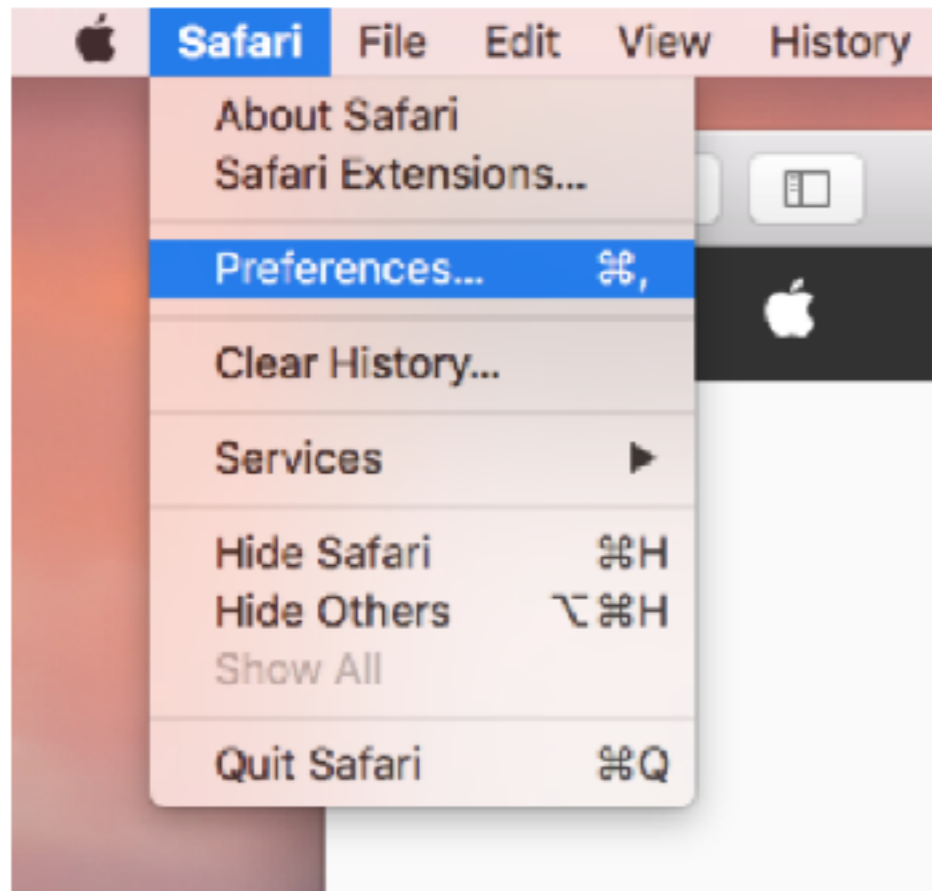 Safari File Edit View History
About Safari
Safari Extensions...
Preferences... ⌘,
Clear History...
Services
Hide Safari ⌘H
Hide Others ⌥⌘H
Show All
Quit Safari ⌘Q